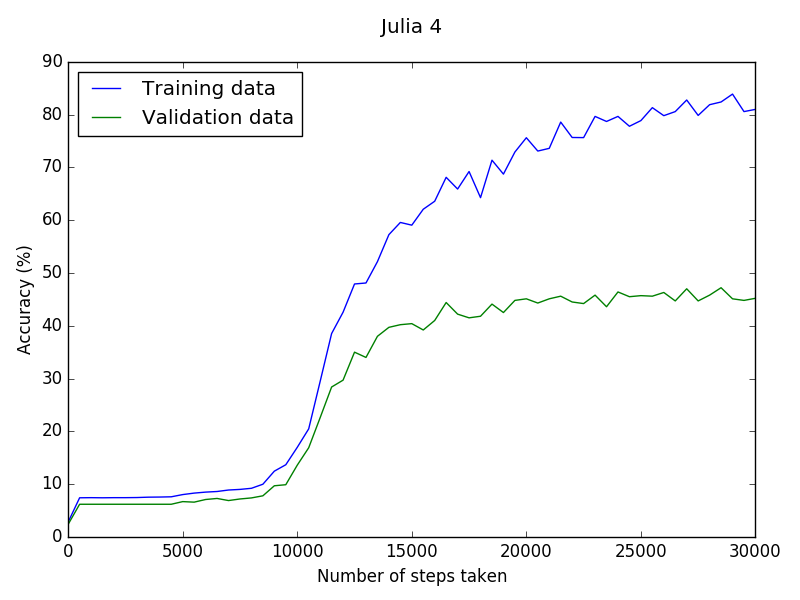 Julia 4
Training data
Validation data
Accuracy (%)
90
80
70
60
50
40
30
20
10
0
0 5000 10000 15000 20000 25000 30000
Number of steps taken